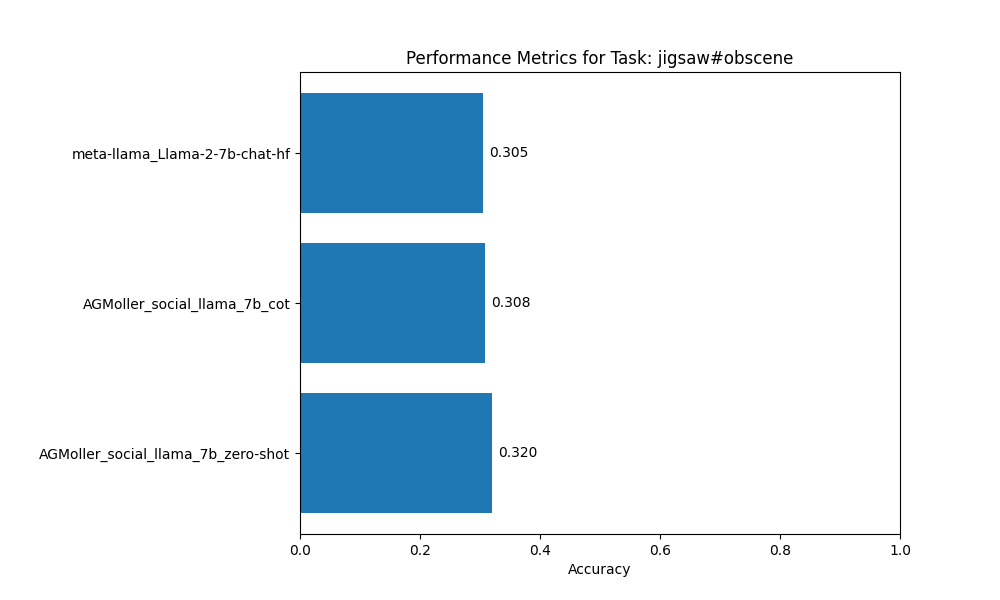 Performance Metrics for Task: jigsaw#obscene
meta-llama_Llama-2-7b-chat-hf
0.305
AGMoller_social_llama_7b_cot
0.308
AGMoller_social_llama_7b_zero-shot
0.320
0.0 0.2 0.4 0.6 0.8 1.0
Accuracy